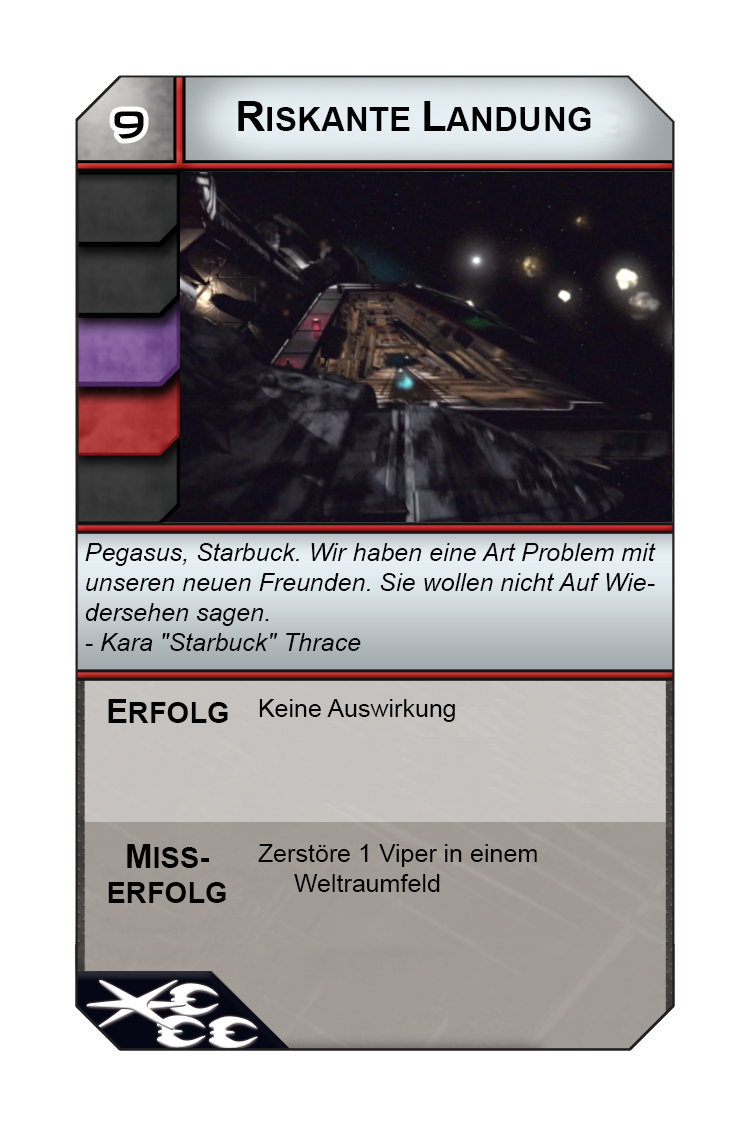 9
RISKANTE LANDUNG
Pegasus, Starbuck. Wir haben eine Art Problem mit
unseren neuen Freunden. Sie wollen nicht Auf Wie-
dersehen sagen.
- Kara "Starbuck" Thrace
ERFOLG Keine Auswirkung
MISS-
ERFOLG
Zerstöre 1 Viper in einem
Weltraumfeld